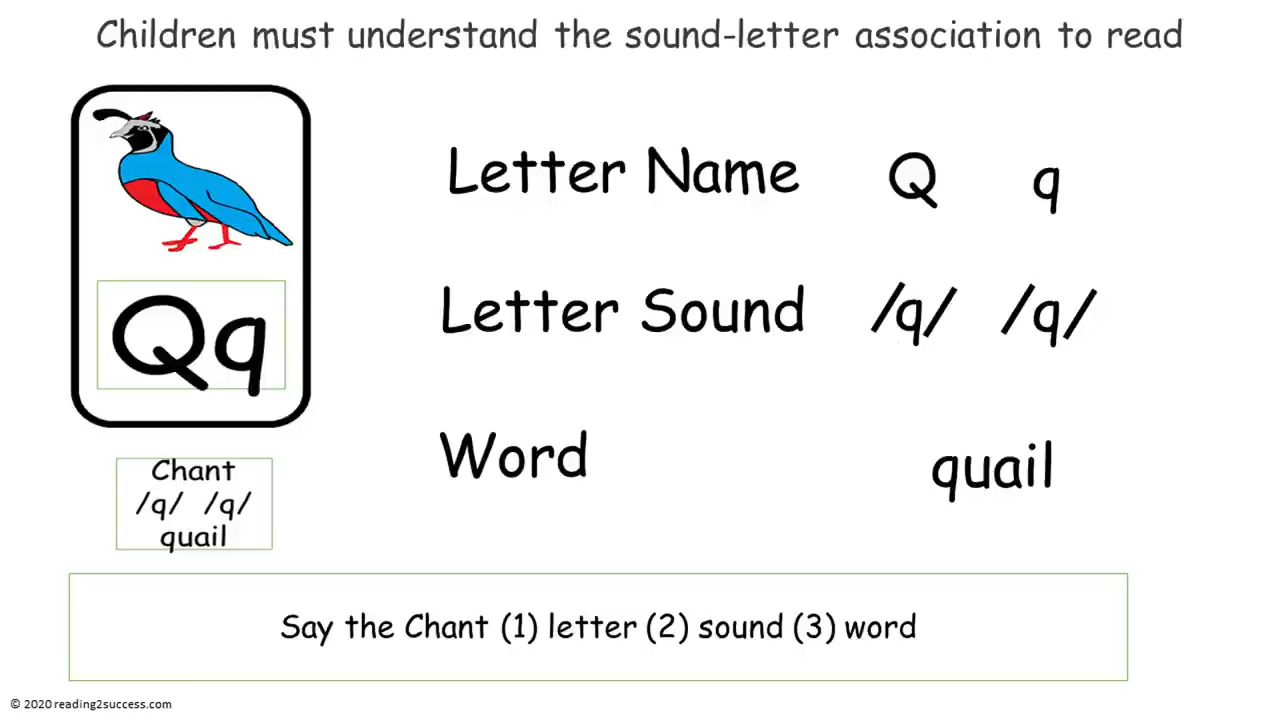 Children must understand the sound-letter association to read
Qq
Chant
/q/ /q/
quail
Letter Name Q q
Letter Sound /q/ /q/
Word quail
Say the Chant (1) letter (2) sound (3) word
© 2020 reading2success.com